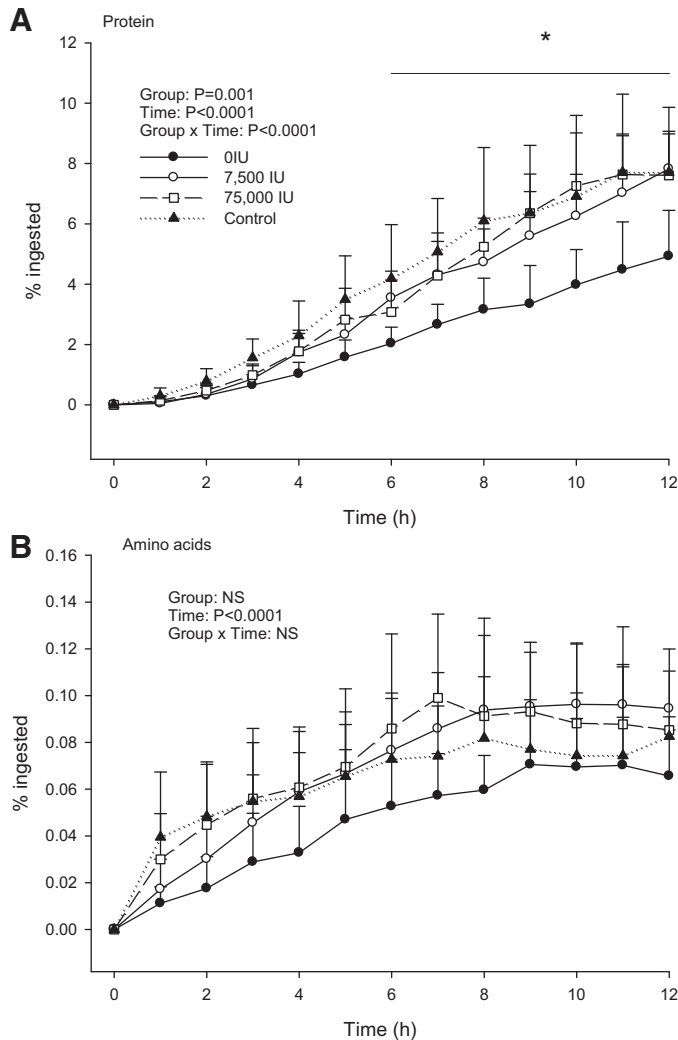 A
Protein
12
*
10
Group: P=0.001
Time: P<0.0001
Group x Time: P<0.0001
0IU
7,500 IU
75,000 IU
Control
8
6
4
2
0
% ingested
0 2 4 6 8 10 12
Time (h)
B
Amino acids
0.16
0.14
Group: NS
Time: P<0.0001
Group x Time: NS
0.12
0.10
0.08
0.06
0.04
0.02
0.00
% ingested
0 2 4 6 8 10 12
Time (h)